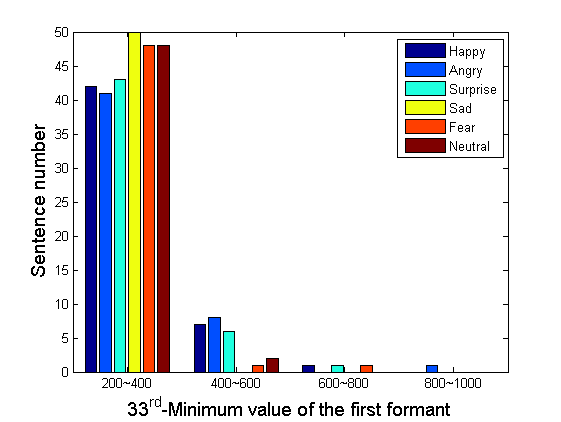 50
45
40
35
30
25
20
15
10
5
0
Sentence number
Happy
Angry
Surprise
Sad
Fear
Neutral
200~400 400~600 600~800 800~1000
33rd-Minimum value of the first formant